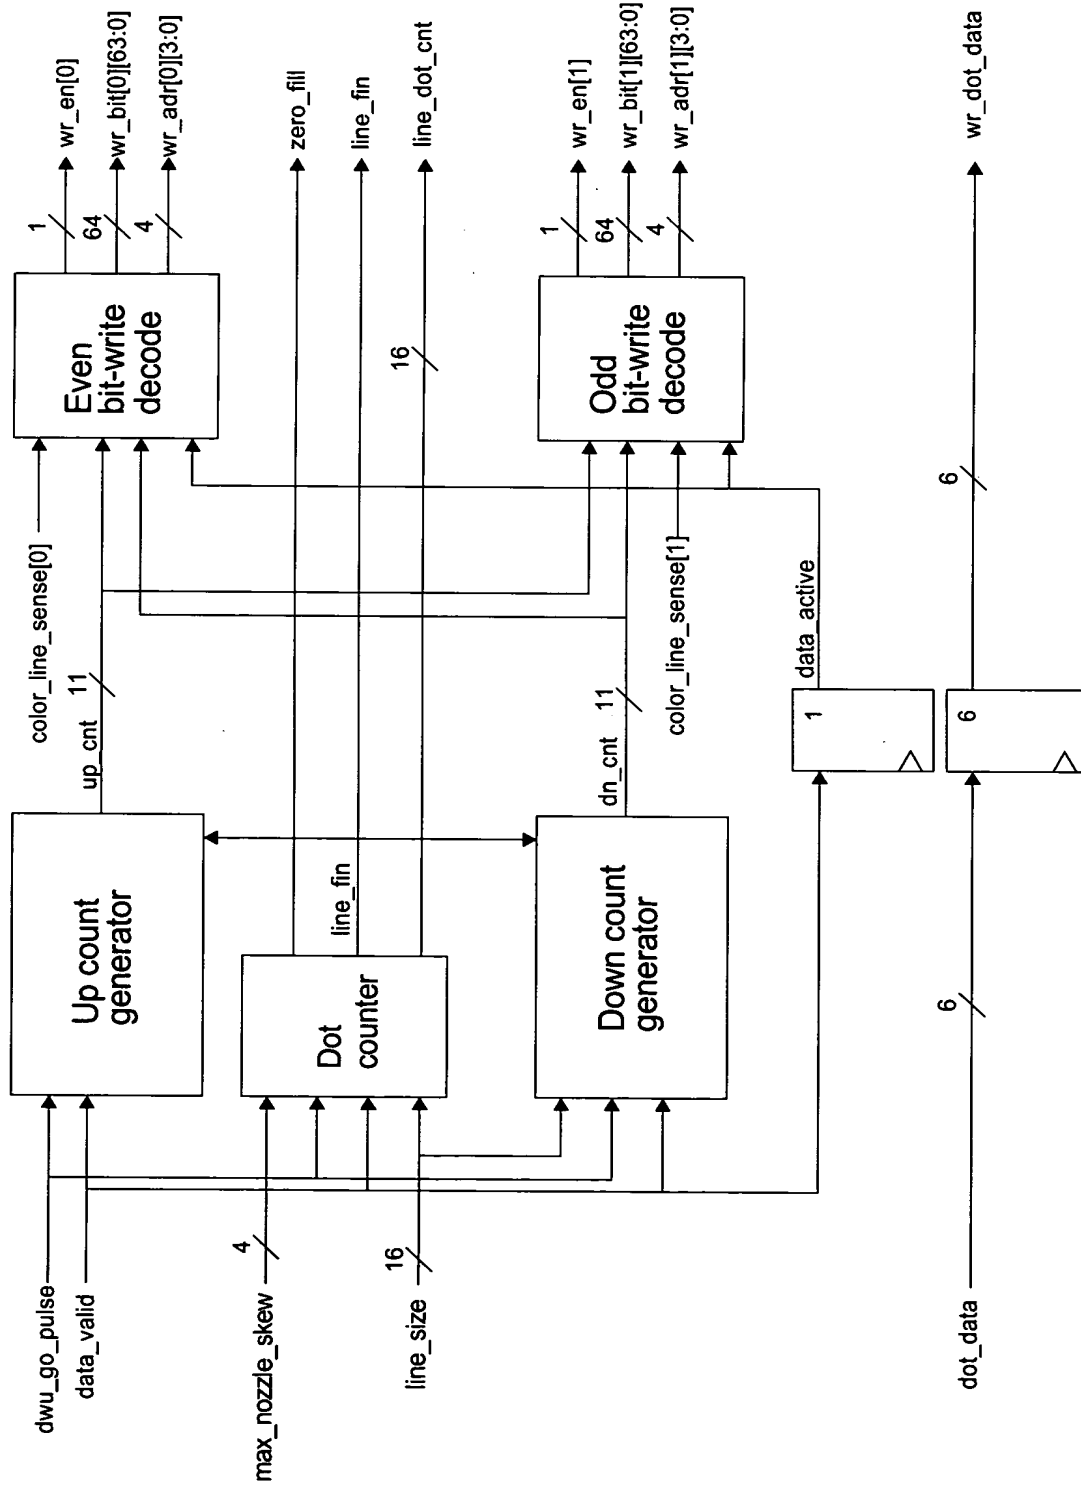 dwu_go_pulse
data_valid
max_nozzle_skew
4
line_size
16
dot_data
6
Up count
generator
Dot
counter
Down count
generator
line_fin
up_cnt
11
dn_cnt
11
1
6
data_active
color_line_sense[0]
color_line_sense[1]
6
16
Even
bit-write
decode
Odd
bit-write
decode
1
64
4
1
64
4
wr_en[0]
wr_bit[0][63:0]
wr_adr[0][3:0]
zero_fill
line_fin
line_dot_cnt
wr_en[1]
wr_bit[1][63:0]
wr_adr[1][3:0]
wr_dot_data